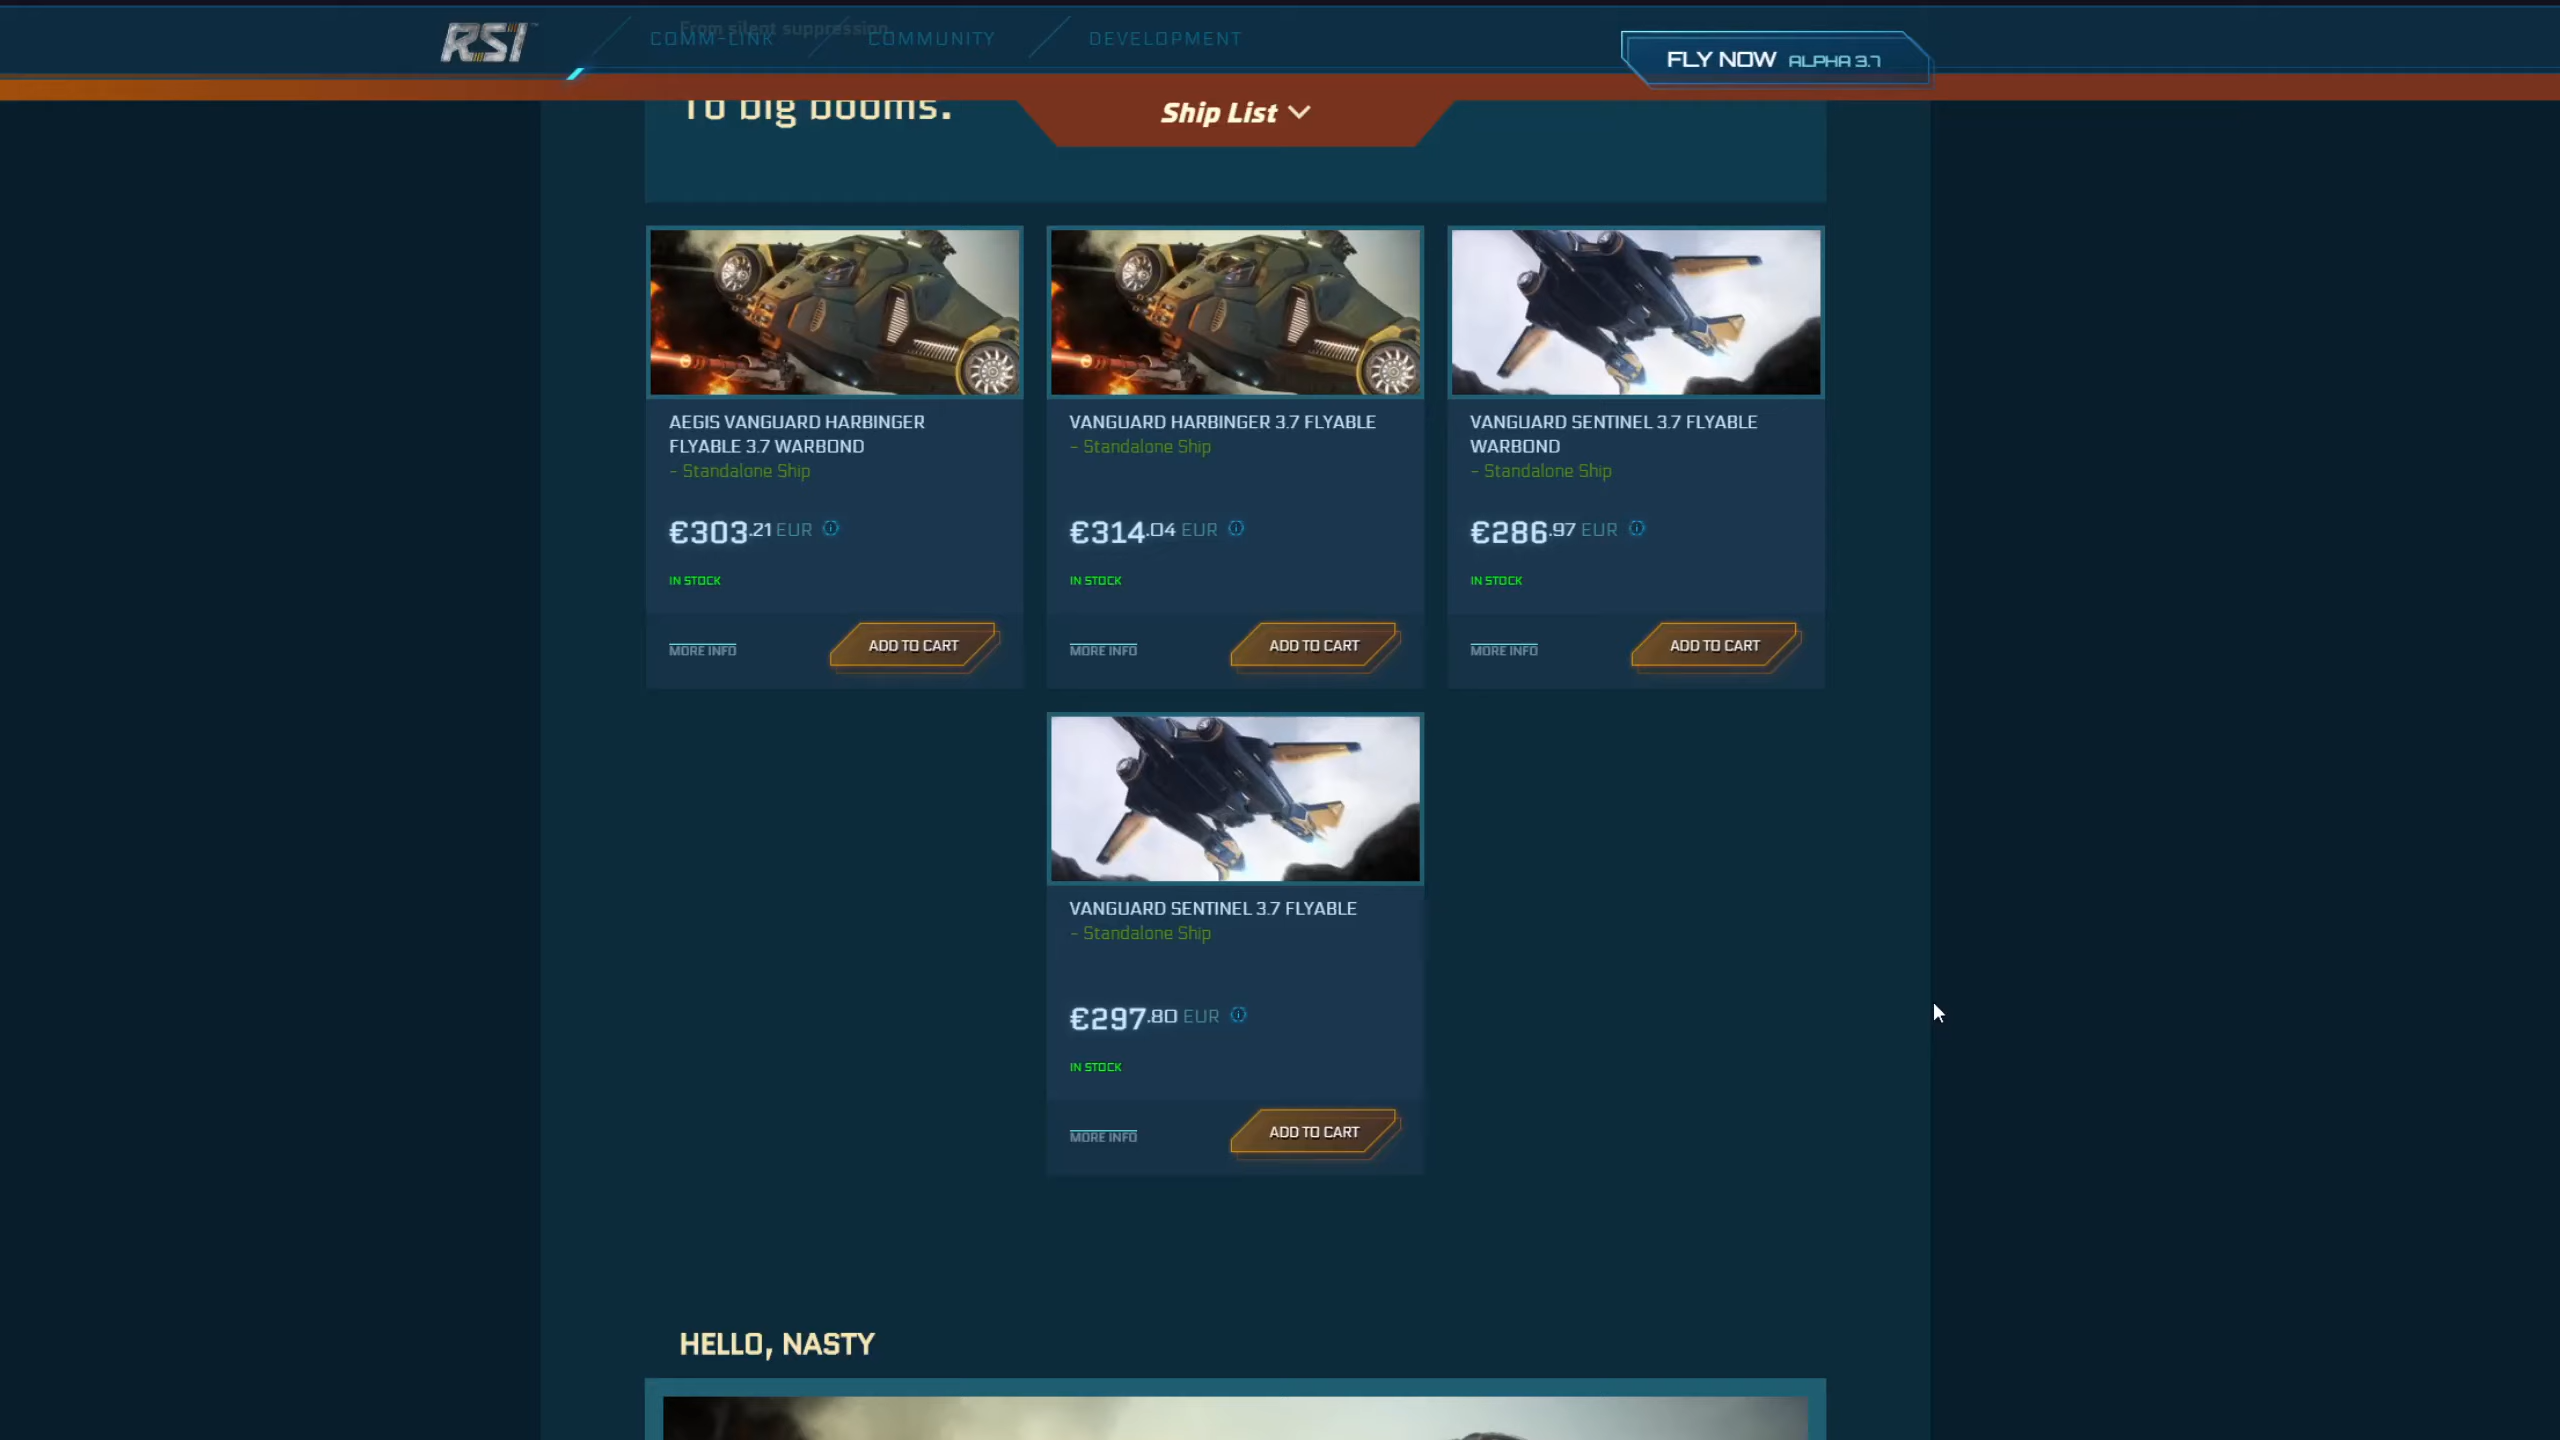 RSI
From silent suppression
COMM-LINK
COMMUNITY
DEVELOPMENT
FLY NOW ALPHA 3.7
To big booms.
Ship List
AEGIS VANGUARD HARBINGER
FLYABLE 3.7 WARBOND
- Standalone Ship
€303.21 EUR
IN STOCK
MORE INFO
ADD TO CART
VANGUARD HARBINGER 3.7 FLYABLE
- Standalone Ship
€314.04 EUR
IN STOCK
MORE INFO
ADD TO CART
VANGUARD SENTINEL 3.7 FLYABLE
WARBOND
- Standalone Ship
€286.97 EUR
IN STOCK
MORE INFO
ADD TO CART
VANGUARD SENTINEL 3.7 FLYABLE
- Standalone Ship
€297.80 EUR
IN STOCK
MORE INFO
ADD TO CART
HELLO, NASTY